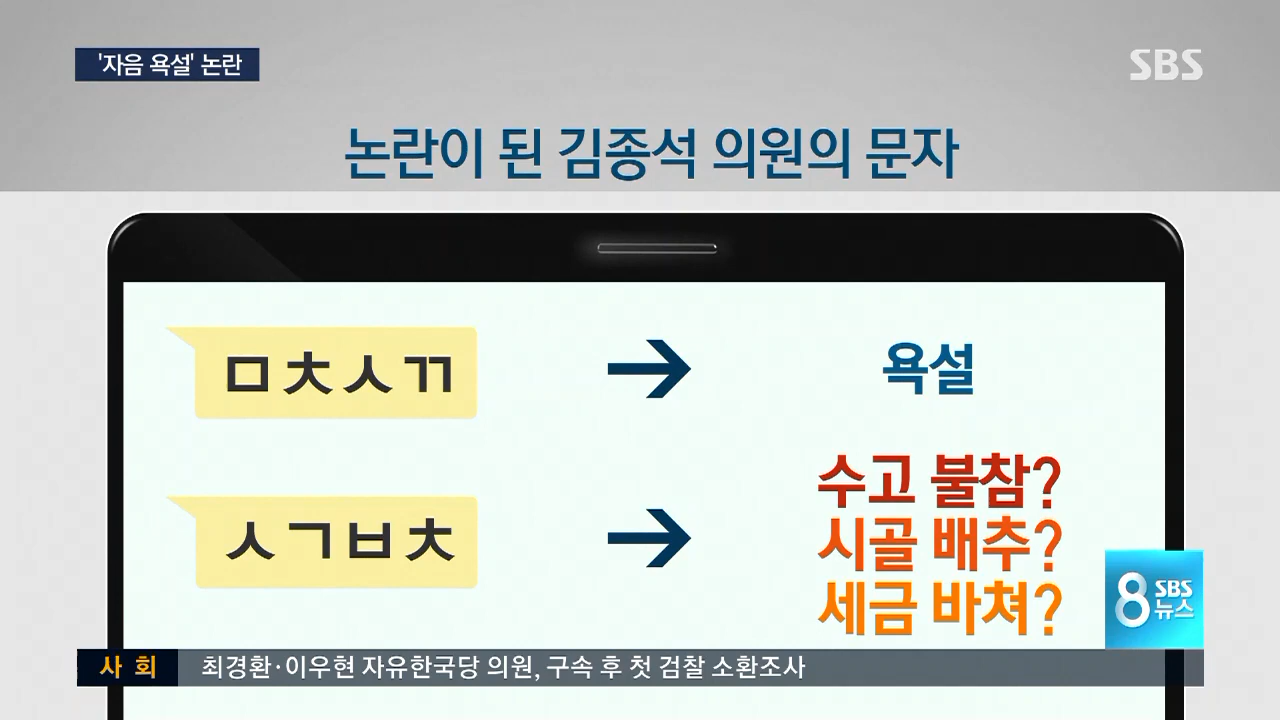 '자음 욕설' 논란
SBS
논란이 된 김종석 의원의 문자
ㅁㅊㅅㄲ → 욕설
ㅅㄱㅂㅊ → 수고 불참?
시골 배추?
세금 바쳐?
8 SBS 뉴스
사 회 최경환·이우현 자유한국당 의원, 구속 후 첫 검찰 소환조사